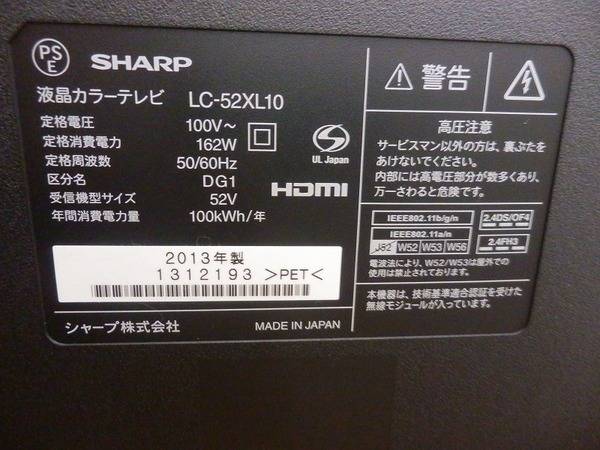 PS
E
SHARP
液晶カラーテレビ LC-52XL10
定格電圧 100V～
定格消費電力 162W
定格周波数 50/60Hz
区分名 DG1
受信機型サイズ 52V
年間消費電力量 100kWh/年
S
UL Japan
HDMI
2013年製
1312193 >PET<
シャープ株式会社 MADE IN JAPAN
警告
高圧注意
サービスマン以外の方は、裏ぶたを
あけないでください。
内部には高電圧部分が数多くあり、
万一さわると危険です。
IEEE802.11b/g/n 2.4DS/OF4
IEEE802.11a/n 2.4FH3
J52 W52 W53 W56
電波法により、W52/W53は屋外での
使用は禁止されています。
本機器は、技術基準適合認証を受けた
無線モジュールが入っています。